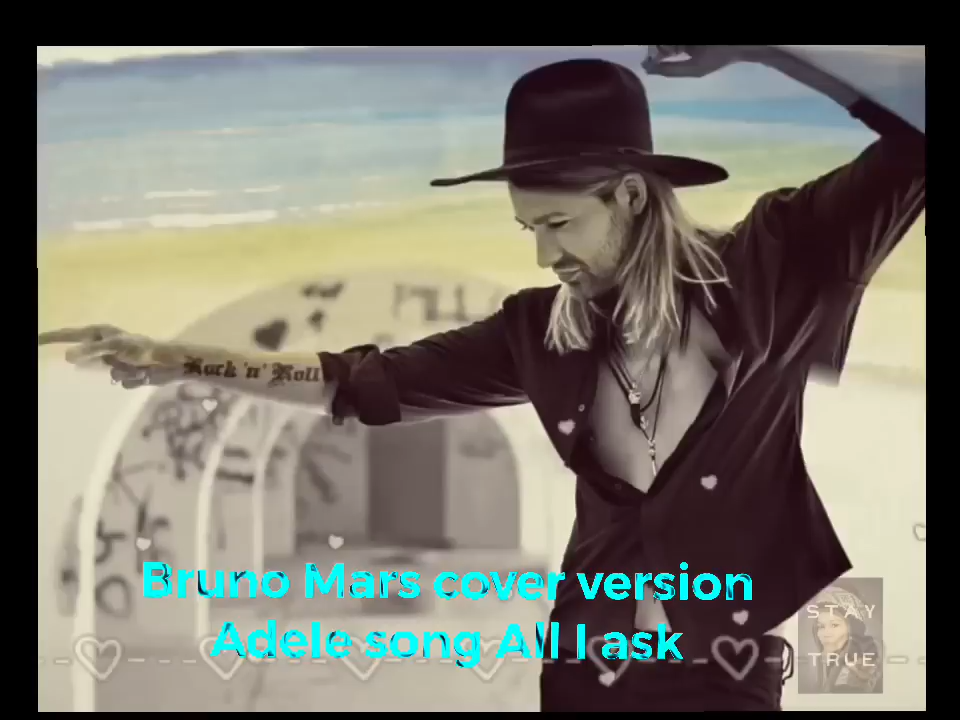 Rock 'n' Roll
Bruno Mars cover version
Adele song All I ask
STAY
TRUE